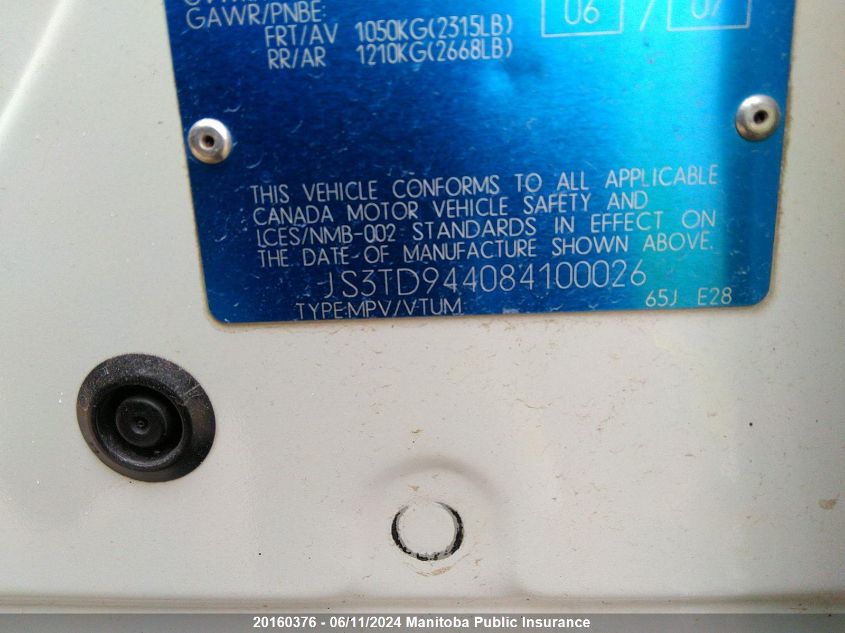 GAWR/PNBE:
FRT/AV 1050KG(2315LB)
RR/AR 1210KG(2668LB)
06 / 07
THIS VEHICLE CONFORMS TO ALL APPLICABLE
CANADA MOTOR VEHICLE SAFETY AND
ICES/NMB-002 STANDARDS IN EFFECT ON
THE DATE OF MANUFACTURE SHOWN ABOVE.
JS3TD944084100026
TYPE:MPV/VTUM 65J E28
20160376 - 06/11/2024 Manitoba Public Insurance